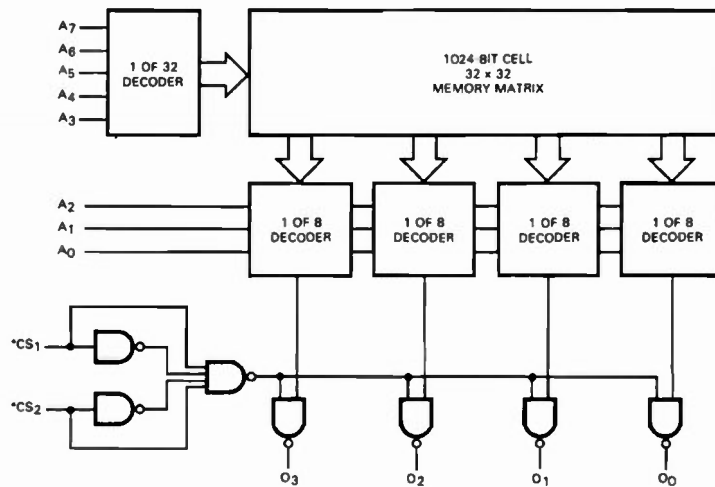 A7
A6
A5
A4
A3
1 OF 32
DECODER
1024-BIT CELL
32 x 32
MEMORY MATRIX
A2
A1
A0
1 OF 8
DECODER
1 OF 8
DECODER
1 OF 8
DECODER
1 OF 8
DECODER
*CS1
*CS2
O3
O2
O1
O0